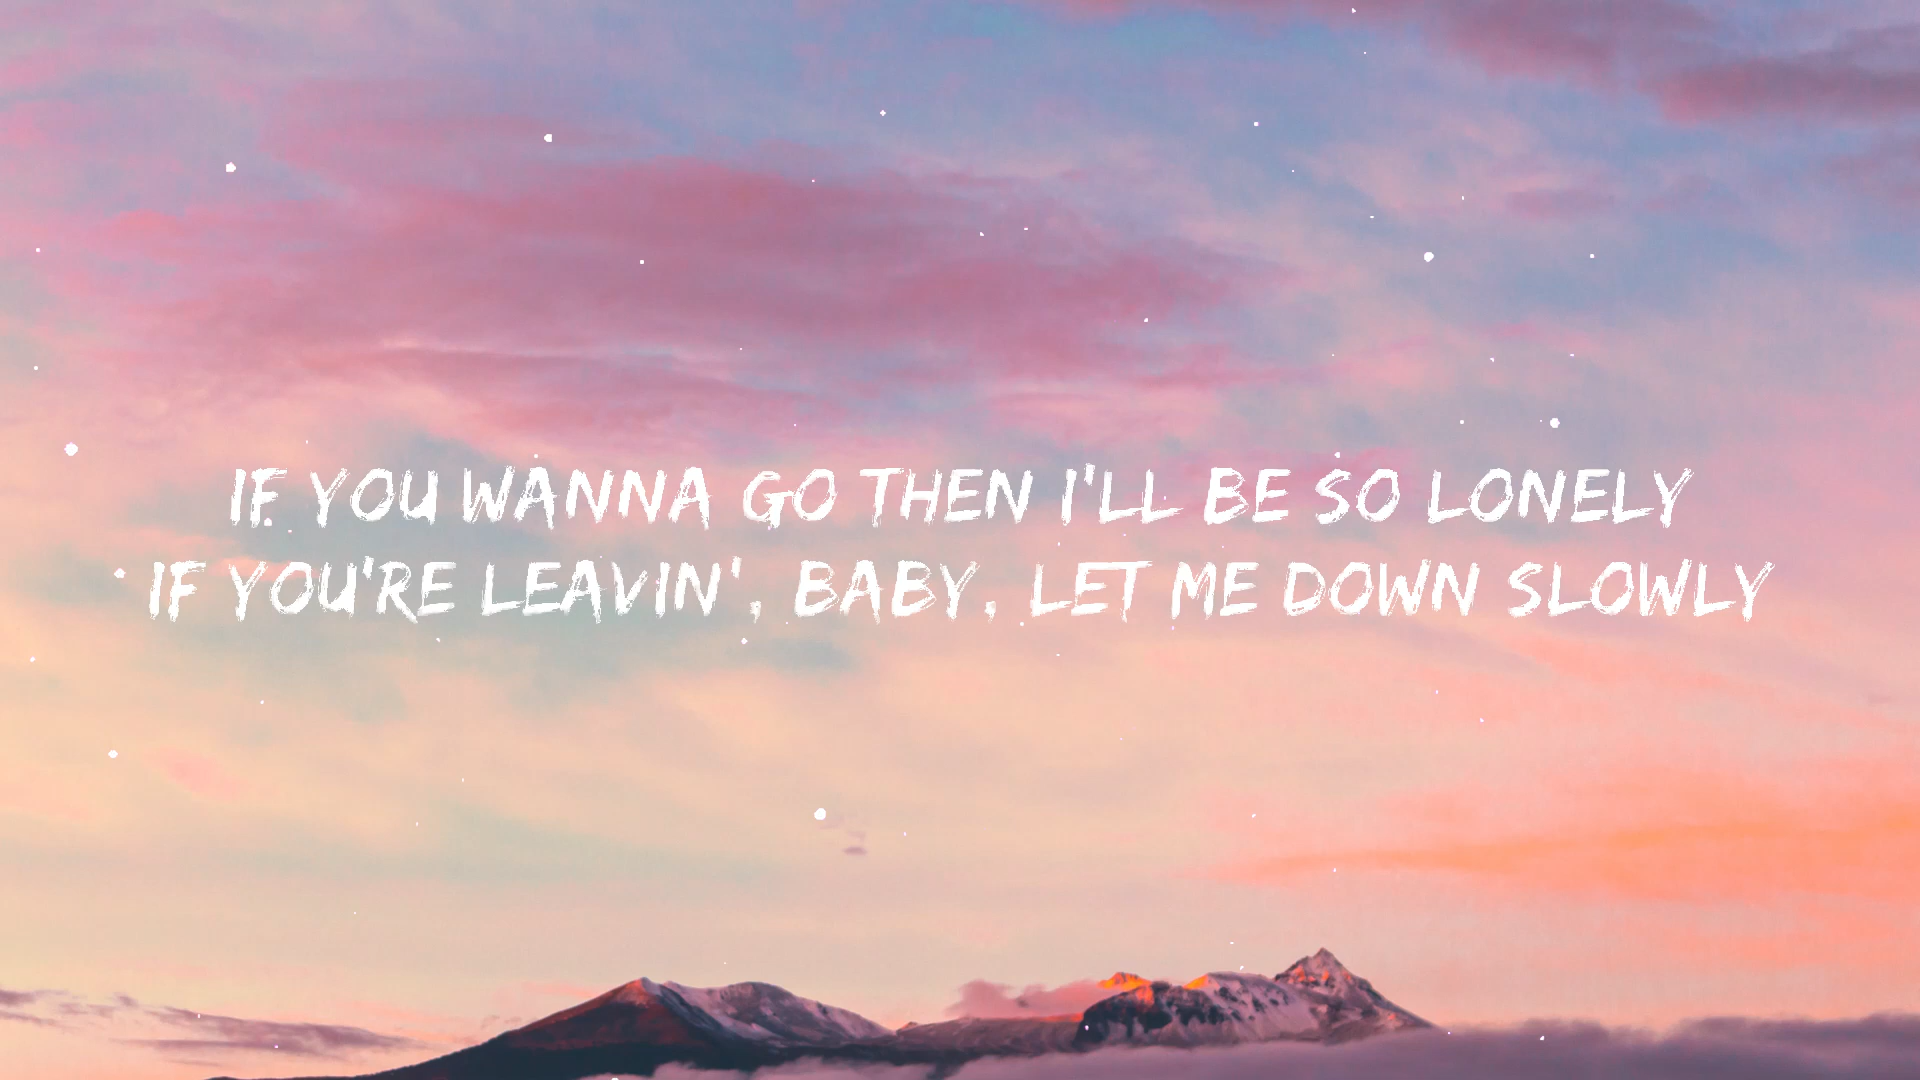 IF YOU WANNA GO THEN I'LL BE SO LONELY
IF YOU'RE LEAVIN', BABY, LET ME DOWN SLOWLY